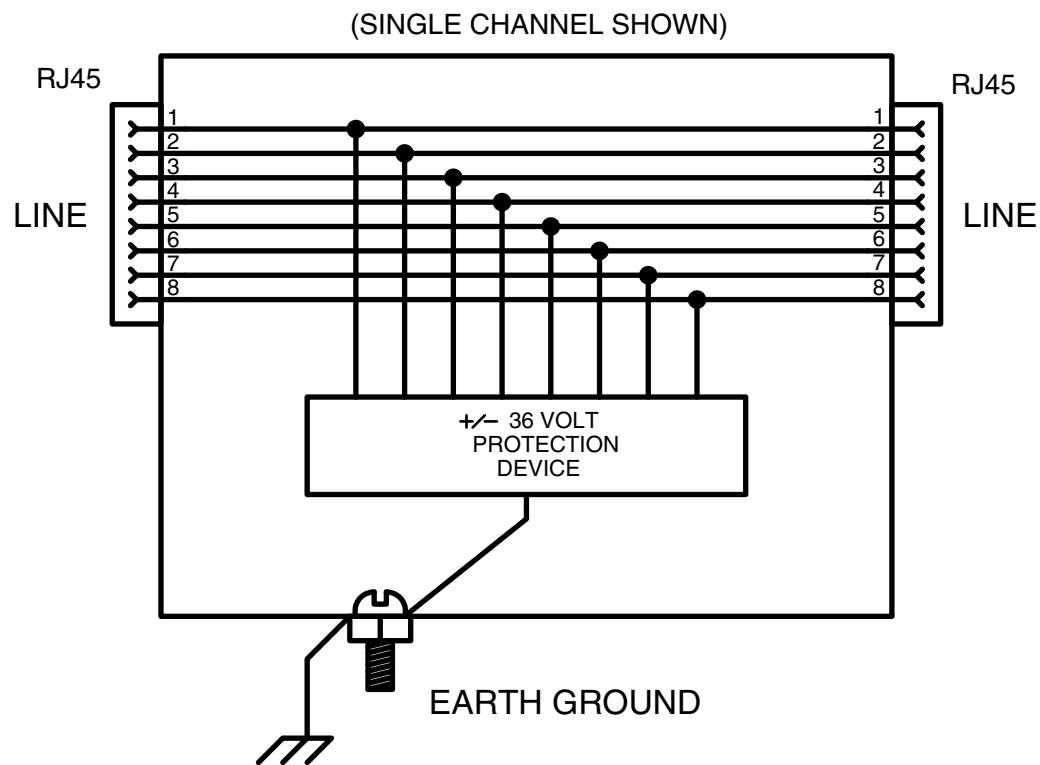 (SINGLE CHANNEL SHOWN)
RJ45
RJ45
1
2
3
4
5
6
7
8
1
2
3
4
5
6
7
8
LINE
LINE
+/- 36 VOLT
PROTECTION
DEVICE
EARTH GROUND